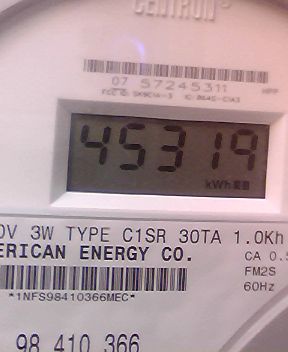 CENTRON®
07 57245311
45319
kWh
0V 3W TYPE C1SR 30TA 1.0Kh
ERICAN ENERGY CO.
CA 0.5
FM2S
*1NFS98410366MEC*
60Hz
98 410 366